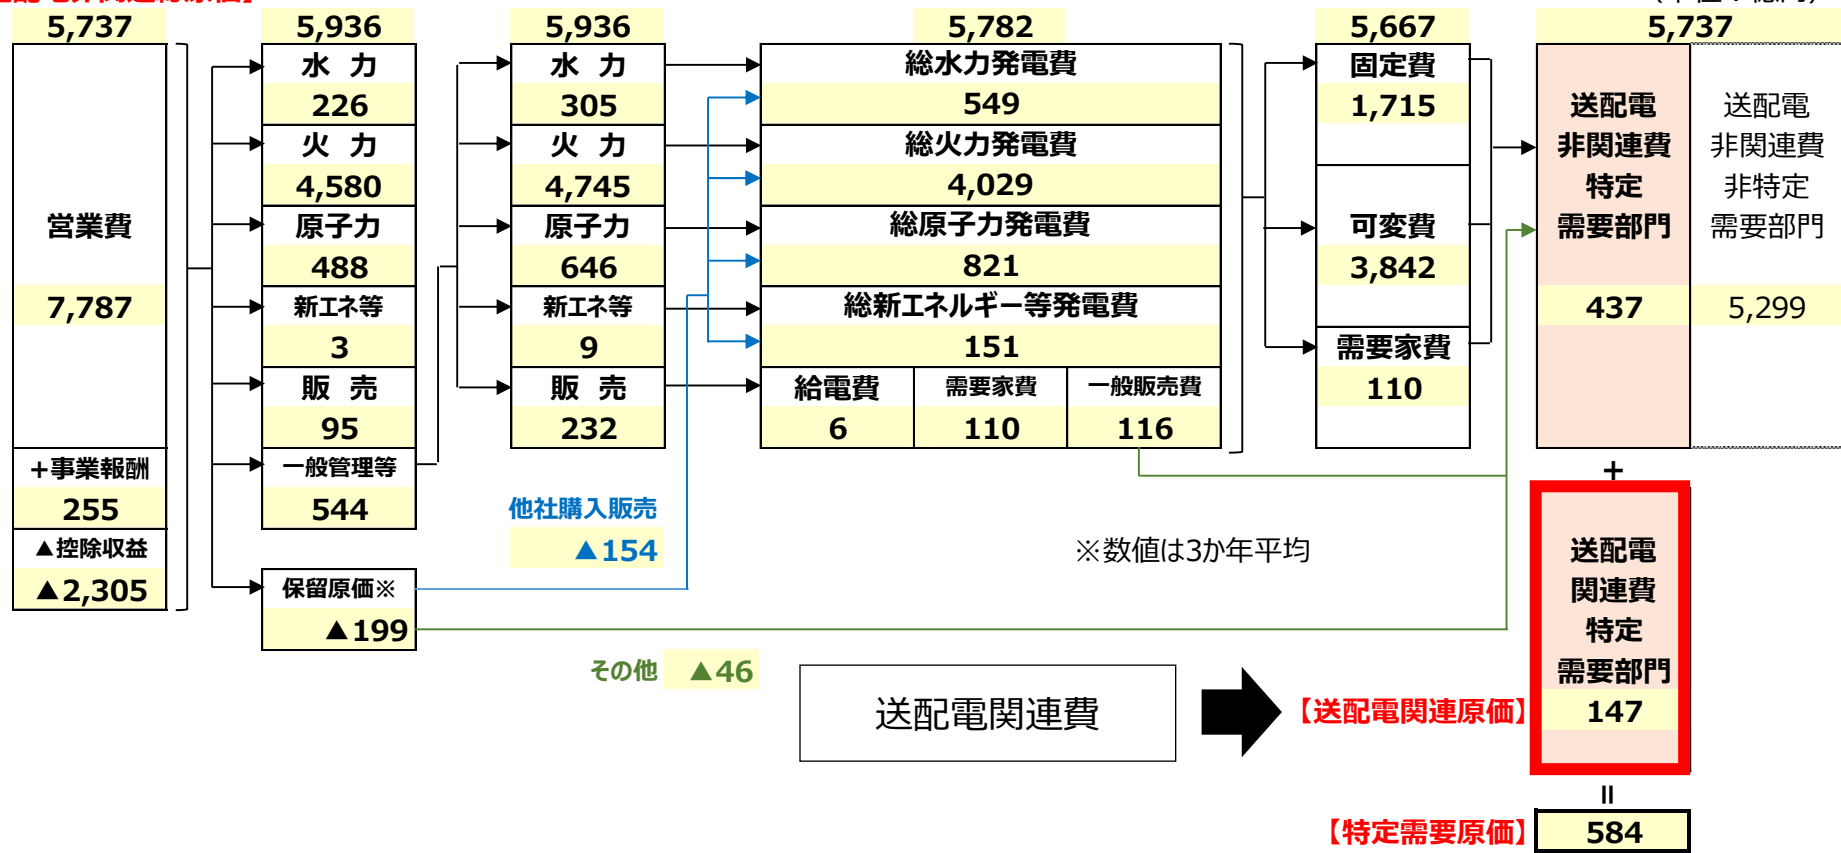 5,737
5,936
5,936
5,782
5,667
5,737
営業費
7,787
+事業報酬
255
▲控除収益
▲2,305
水 力
226
火 力
4,580
原子力
488
新エネ等
3
販 売
95
一般管理等
544
保留原価※
▲199
水 力
305
火 力
4,745
原子力
646
新エネ等
9
販 売
232
他社購入販売
▲154
その他 ▲46
総水力発電費
549
総火力発電費
4,029
総原子力発電費
821
総新エネルギー等発電費
151
給電費
6
需要家費
110
一般販売費
116
固定費
1,715
可変費
3,842
需要家費
110
送配電
非関連費
特定
需要部門
437
送配電
非関連費
非特定
需要部門
5,299
+
※数値は3か年平均
送配電
関連費
特定
需要部門
147
送配電関連費
【送配電関連原価】
=
【特定需要原価】
584